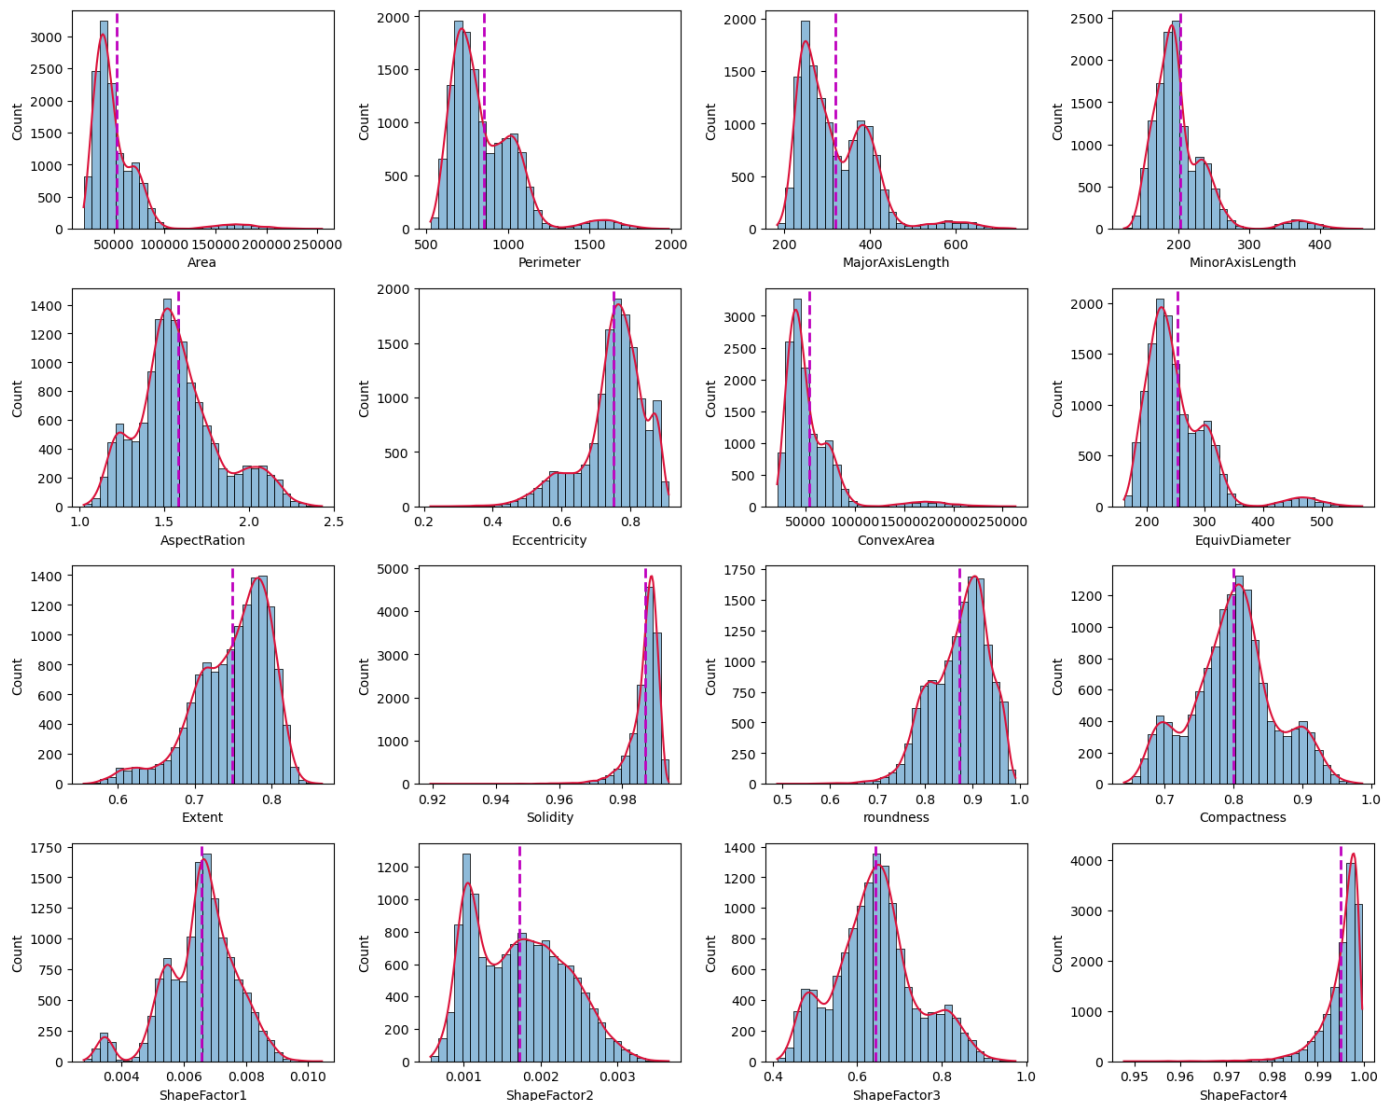 3000
2500
2000
1500
1000
500
0
Count
50000 100000 150000 200000 250000
Area
2000
1500
1000
500
0
Count
500 1000 1500 2000
Perimeter
2000
1500
1000
500
0
Count
200 400 600
MajorAxisLength
2500
2000
1500
1000
500
0
Count
200 300 400
MinorAxisLength
1400
1200
1000
800
600
400
200
0
Count
1.0 1.5 2.0 2.5
AspectRation
2000
1500
1000
500
0
Count
0.2 0.4 0.6 0.8
Eccentricity
3000
2500
2000
1500
1000
500
0
Count
50000 100000 150000 200000 250000
ConvexArea
2000
1500
1000
500
0
Count
200 300 400 500
EquivDiameter
1400
1200
1000
800
600
400
200
0
Count
0.6 0.7 0.8
Extent
5000
4000
3000
2000
1000
0
Count
0.92 0.94 0.96 0.98
Solidity
1750
1500
1250
1000
750
500
250
0
Count
0.5 0.6 0.7 0.8 0.9 1.0
roundness
1200
1000
800
600
400
200
0
Count
0.7 0.8 0.9 1.0
Compactness
1750
1500
1250
1000
750
500
250
0
Count
0.004 0.006 0.008 0.010
ShapeFactor1
1200
1000
800
600
400
200
0
Count
0.001 0.002 0.003
ShapeFactor2
1400
1200
1000
800
600
400
200
0
Count
0.4 0.6 0.8 1.0
ShapeFactor3
4000
3000
2000
1000
0
Count
0.95 0.96 0.97 0.98 0.99 1.00
ShapeFactor4